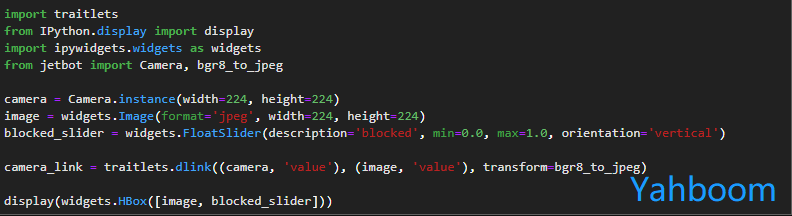 import traitlets
from IPython.display import display
import ipywidgets.widgets as widgets
from jetbot import Camera, bgr8_to_jpeg
camera = Camera.instance(width=224, height=224)
image = widgets.Image(format='jpeg', width=224, height=224)
blocked_slider = widgets.FloatSlider(description='blocked', min=0.0, max=1.0, orientation='vertical')
camera_link = traitlets.dlink((camera, 'value'), (image, 'value'), transform=bgr8_to_jpeg)
display(widgets.HBox([image, blocked_slider]))
Yahboom